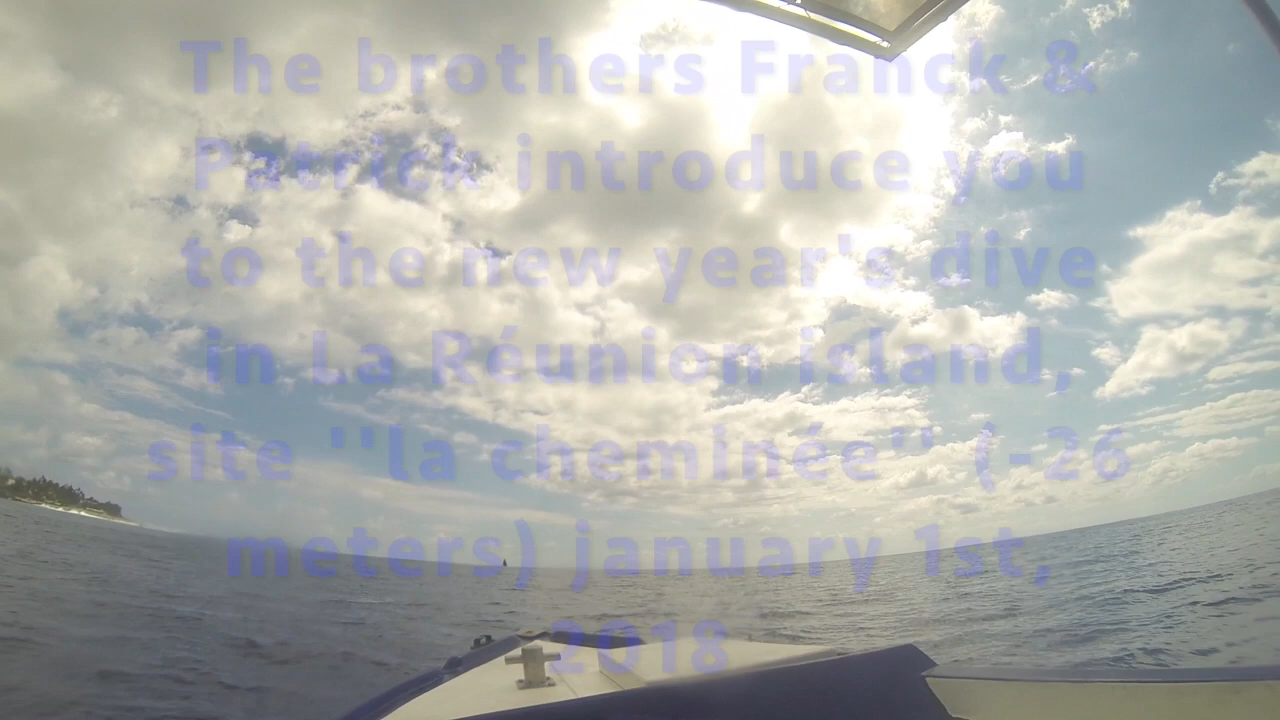 The brothers Franck &
Patrick introduce you
to the new year's dive
in La Réunion island,
site ''la cheminée'' (-26
meters) january 1st,
2018